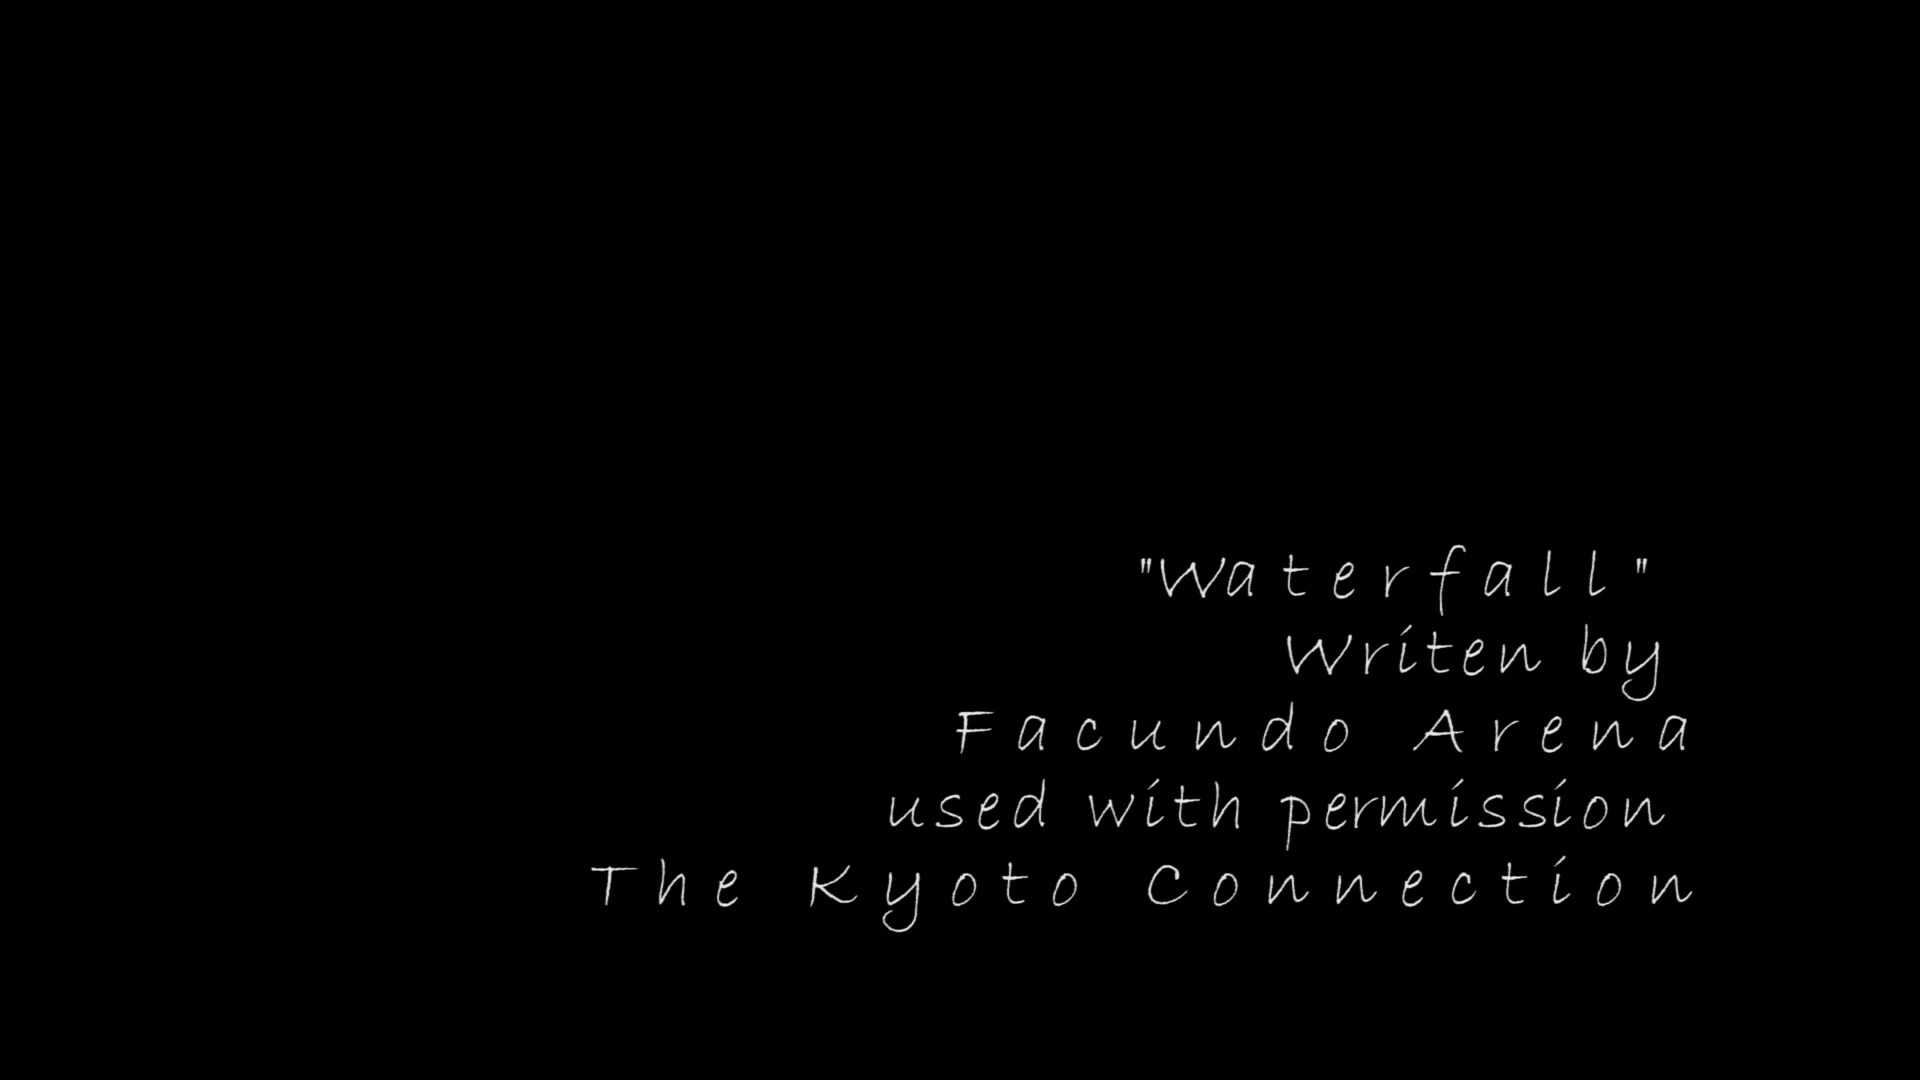 "Waterfall"
Writen by
Facundo Arena
used with permission
The Kyoto Connection